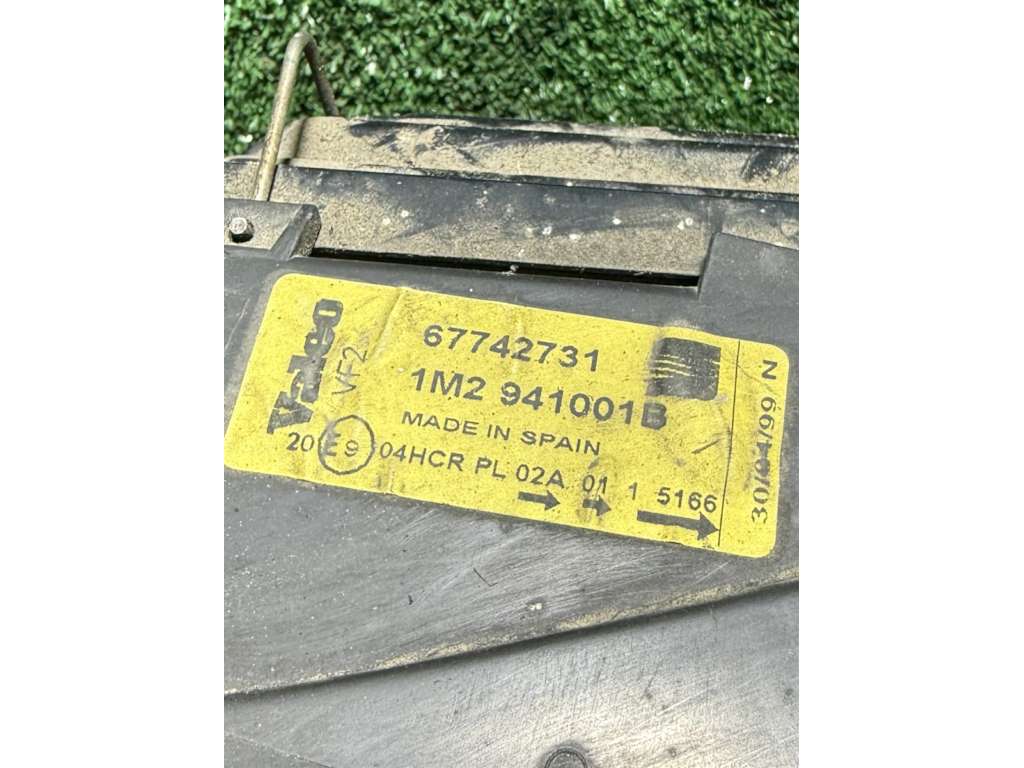 Valeo
VF2
67742731
1M2 941001B
MADE IN SPAIN
20 E9 04HCR PL 02A 01 1 5166
30/04/99 N